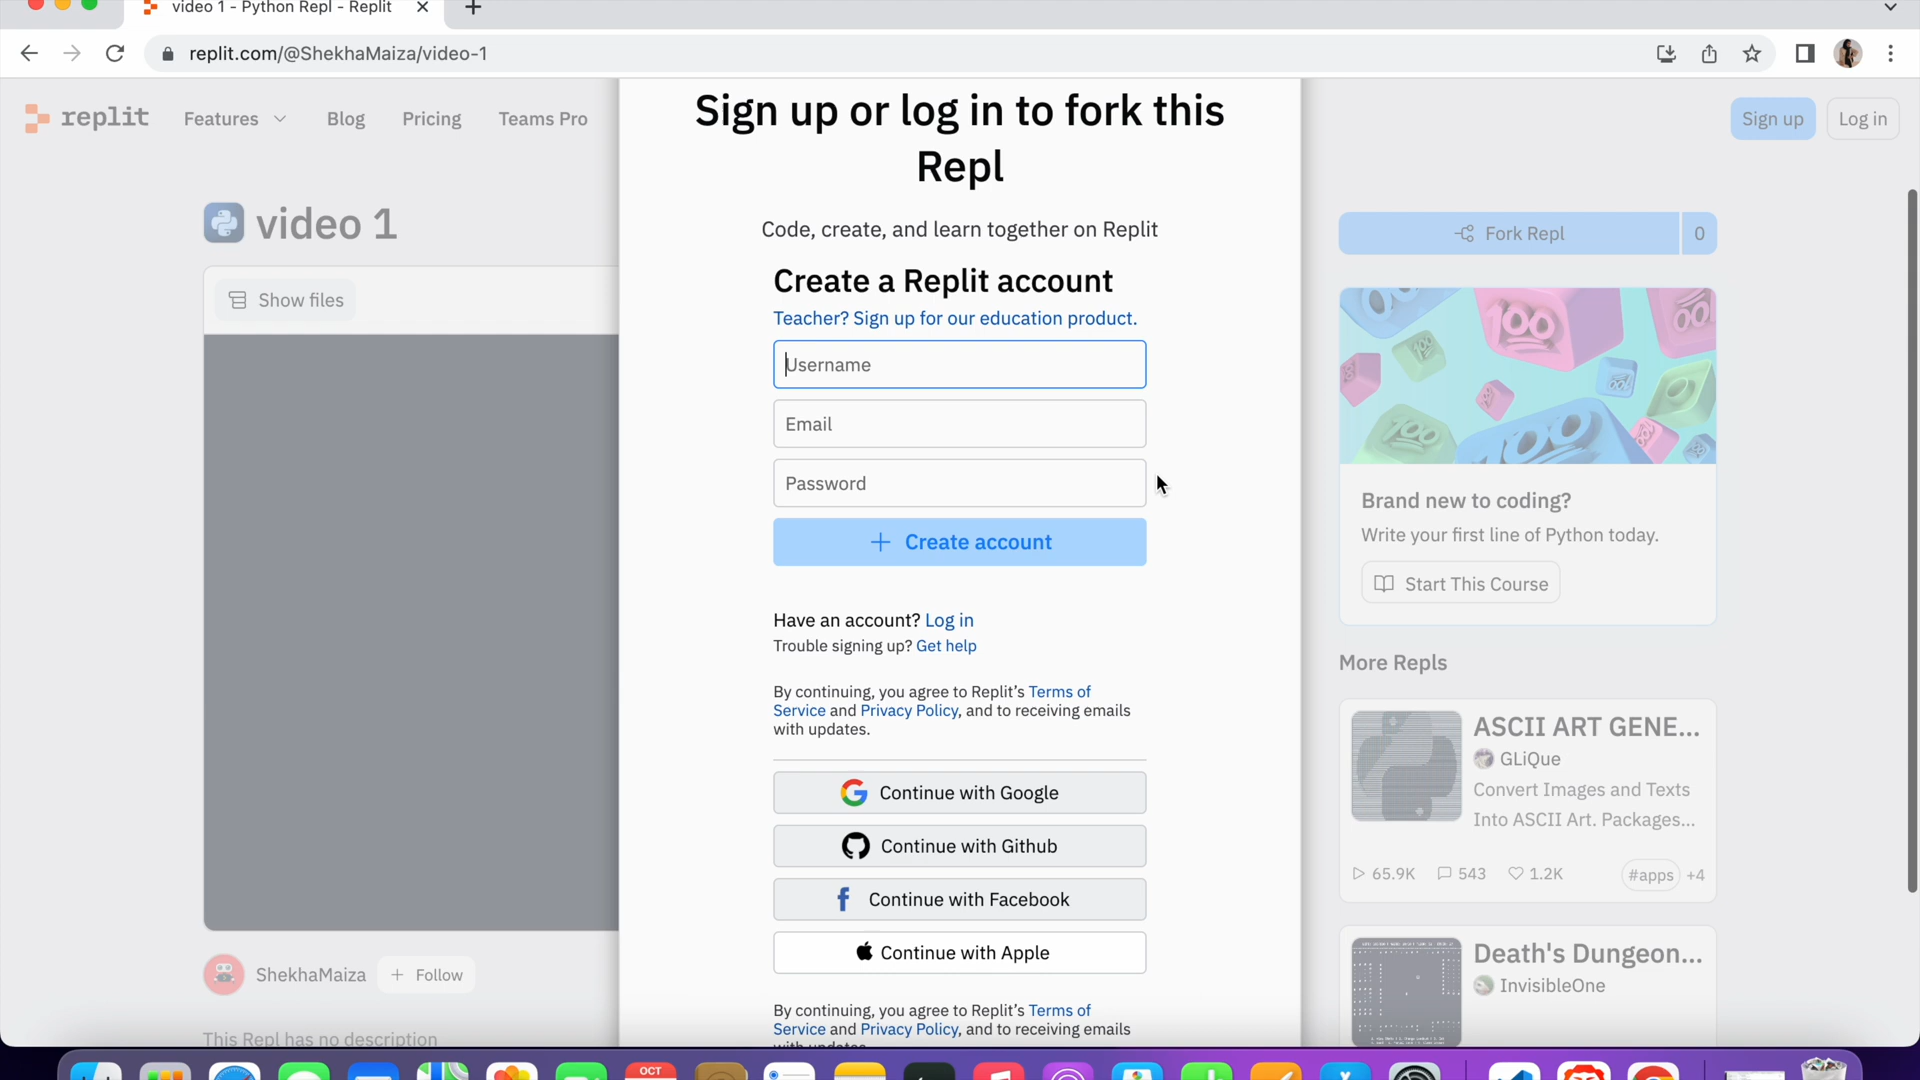 video 1 - Python Repl - Replit
replit.com/@ShekhaMaiza/video-1
replit
Features
Blog
Pricing
Teams Pro
Sign up
Log in
Sign up or log in to fork this
Repl
Code, create, and learn together on Replit
Create a Replit account
Teacher? Sign up for our education product.
Username
Email
Password
+ Create account
Have an account? Log in
Trouble signing up? Get help
By continuing, you agree to Replit's Terms of
Service and Privacy Policy, and to receiving emails
with updates.
Continue with Google
Continue with Github
Continue with Facebook
Continue with Apple
By continuing, you agree to Replit's Terms of
Service and Privacy Policy, and to receiving emails
with updates.
video 1
Show files
ShekhaMaiza
+ Follow
This Repl has no description
Fork Repl
0
100
100
100
100
Brand new to coding?
Write your first line of Python today.
Start This Course
More Repls
ASCII ART GENE...
GLiQue
Convert Images and Texts
Into ASCII Art. Packages...
65.9K
543
1.2K
#apps
+4
Death's Dungeon...
InvisibleOne
OCT